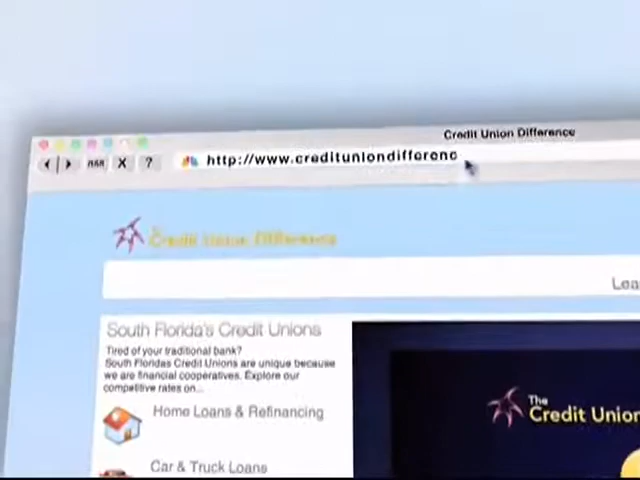 Credit Union Difference
http://www.credituniondifferenc
Credit Union Difference
Lea
South Florida's Credit Unions
Tired of your traditional bank?
South Floridas Credit Unions are unique because
we are financial cooperatives. Explore our
competitive rates on...
Home Loans & Refinancing
The
Credit Union
Car & Truck Loans